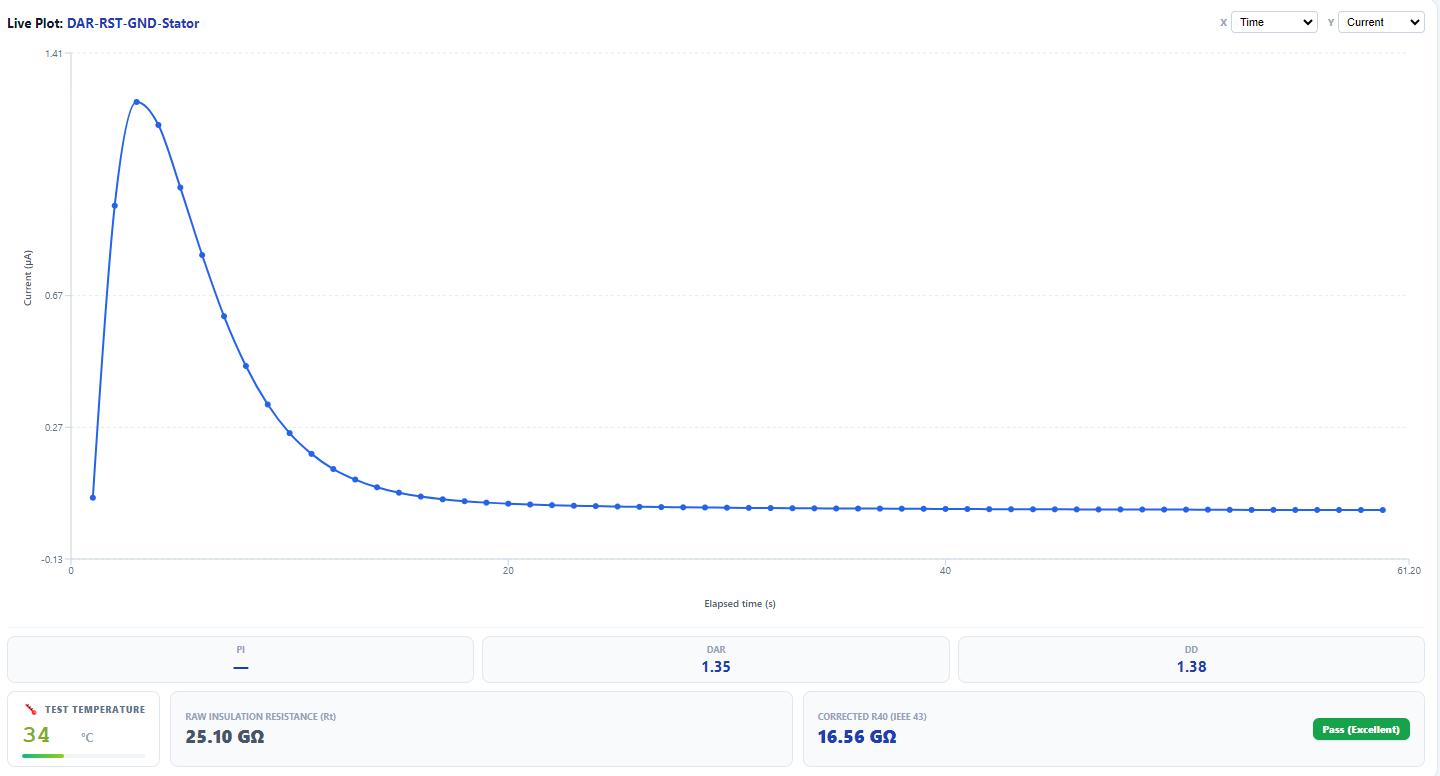 Live Plot: DAR-RST-GND-Stator
X Time Y Current
1.41
0.67
0.27
-0.13
Current (µA)
0 20 40 61.20
Elapsed time (s)
PI
—
DAR
1.35
DD
1.38
TEST TEMPERATURE
34 °C
RAW INSULATION RESISTANCE (Rt)
25.10 GΩ
CORRECTED R40 (IEEE 43)
16.56 GΩ
Pass (Excellent)